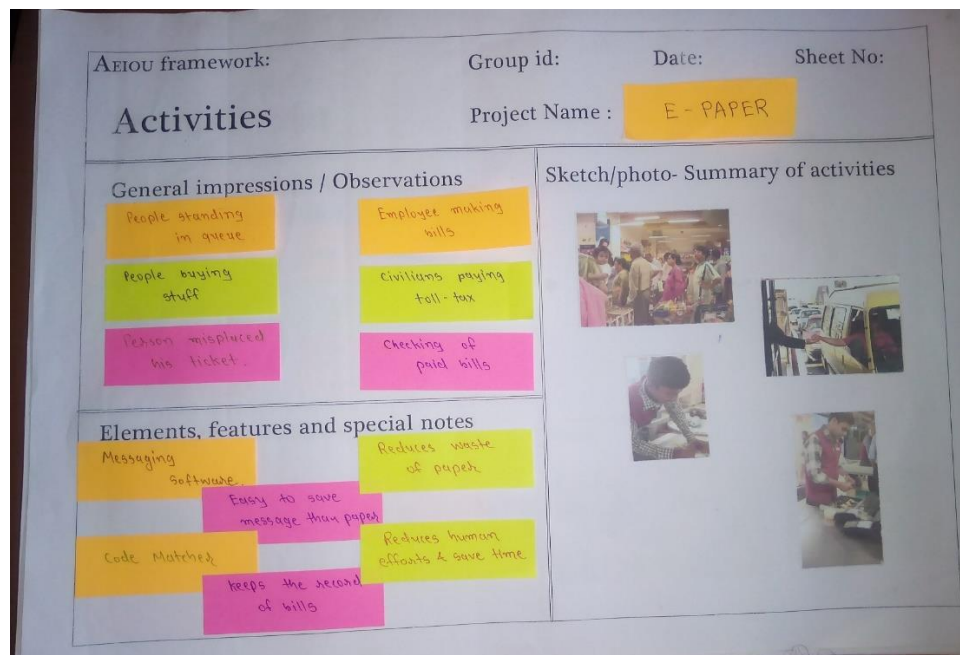 AEIOU framework:
Group id:
Date:
Sheet No:
Activities
Project Name :
E - PAPER
General impressions / Observations
People standing
in queue
Employee making
bills
People buying
stuff
Civilians paying
toll - tax
Person misplaced
his ticket.
Checking of
paid bills
Sketch/photo- Summary of activities
Elements, features and special notes
Messaging
Software.
Reduces waste
of paper
Easy to save
message than paper
Code Matcher
Reduces human
efforts & save time
keeps the record
of bills